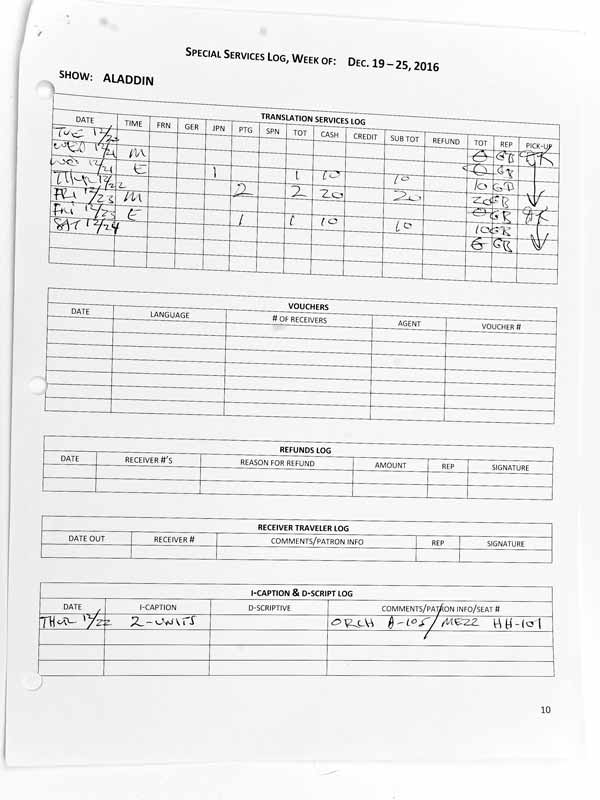 SPECIAL SERVICES LOG, WEEK OF: DEC. 19 – 25, 2016
SHOW: ALADDIN
TRANSLATION SERVICES LOG
DATE TIME FRN GER JPN PTG SPN TOT CASH CREDIT SUB TOT REFUND TOT REP PICK-UP
TUE 12/20 0 GB
WED 12/21 M 0 GB
WED 12/21 E 1 1 10 10 10 GB
THUR 12/22 2 2 20 20 20 GB
FRI 12/23 M 0 GB
FRI 12/23 E 1 1 10 10 10 GB
SAT 12/24 0 GB
VOUCHERS
DATE LANGUAGE # OF RECEIVERS AGENT VOUCHER #
REFUNDS LOG
DATE RECEIVER #'S REASON FOR REFUND AMOUNT REP SIGNATURE
RECEIVER TRAVELER LOG
DATE OUT RECEIVER # COMMENTS/PATRON INFO REP SIGNATURE
I-CAPTION & D-SCRIPT LOG
DATE I-CAPTION D-SCRIPTIVE COMMENTS/PATRON INFO/SEAT #
THUR 12/22 2-UNITS ORCH A-105/MEZZ HH-101
10